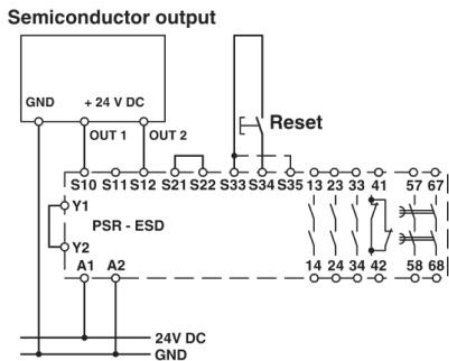 Semiconductor output
GND + 24 V DC
OUT 1 OUT 2
Reset
S10 S11 S12 S21 S22 S33 S34 S35 13 23 33 41 57 67
Y1
PSR - ESD
Y2
A1 A2
14 24 34 42 58 68
24V DC
GND